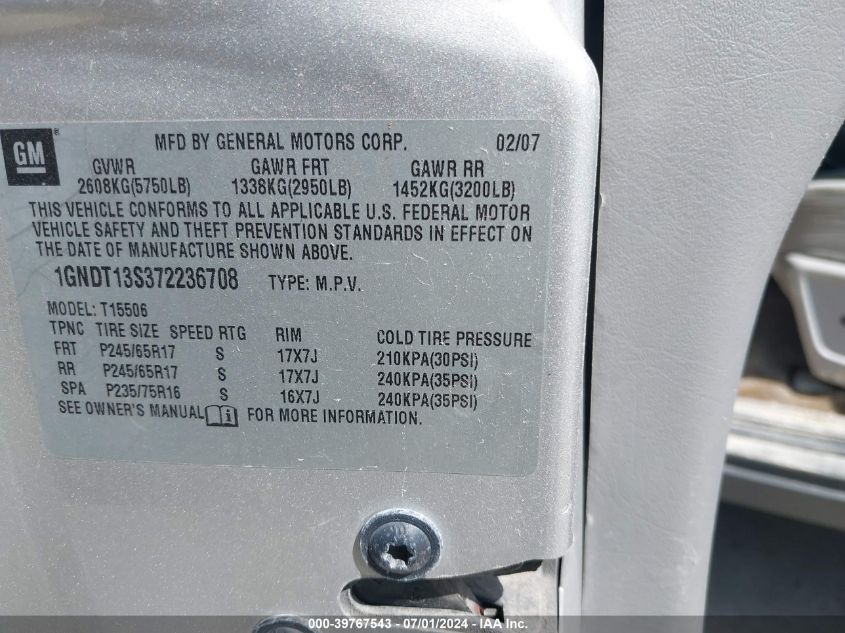 GM®
MFD BY GENERAL MOTORS CORP. 02/07
GVWR GAWR FRT GAWR RR
2608KG(5750LB) 1338KG(2950LB) 1452KG(3200LB)
THIS VEHICLE CONFORMS TO ALL APPLICABLE U.S. FEDERAL MOTOR
VEHICLE SAFETY AND THEFT PREVENTION STANDARDS IN EFFECT ON
THE DATE OF MANUFACTURE SHOWN ABOVE.
1GNDT13S372236708 TYPE: M.P.V.
MODEL: T15506
TPNC TIRE SIZE SPEED RTG RIM COLD TIRE PRESSURE
FRT P245/65R17 S 17X7J 210KPA(30PSI)
RR P245/65R17 S 17X7J 240KPA(35PSI)
SPA P235/75R16 S 16X7J 240KPA(35PSI)
SEE OWNER'S MANUAL i FOR MORE INFORMATION.
000-39767543 / 07/01/2024 - IAA Inc.